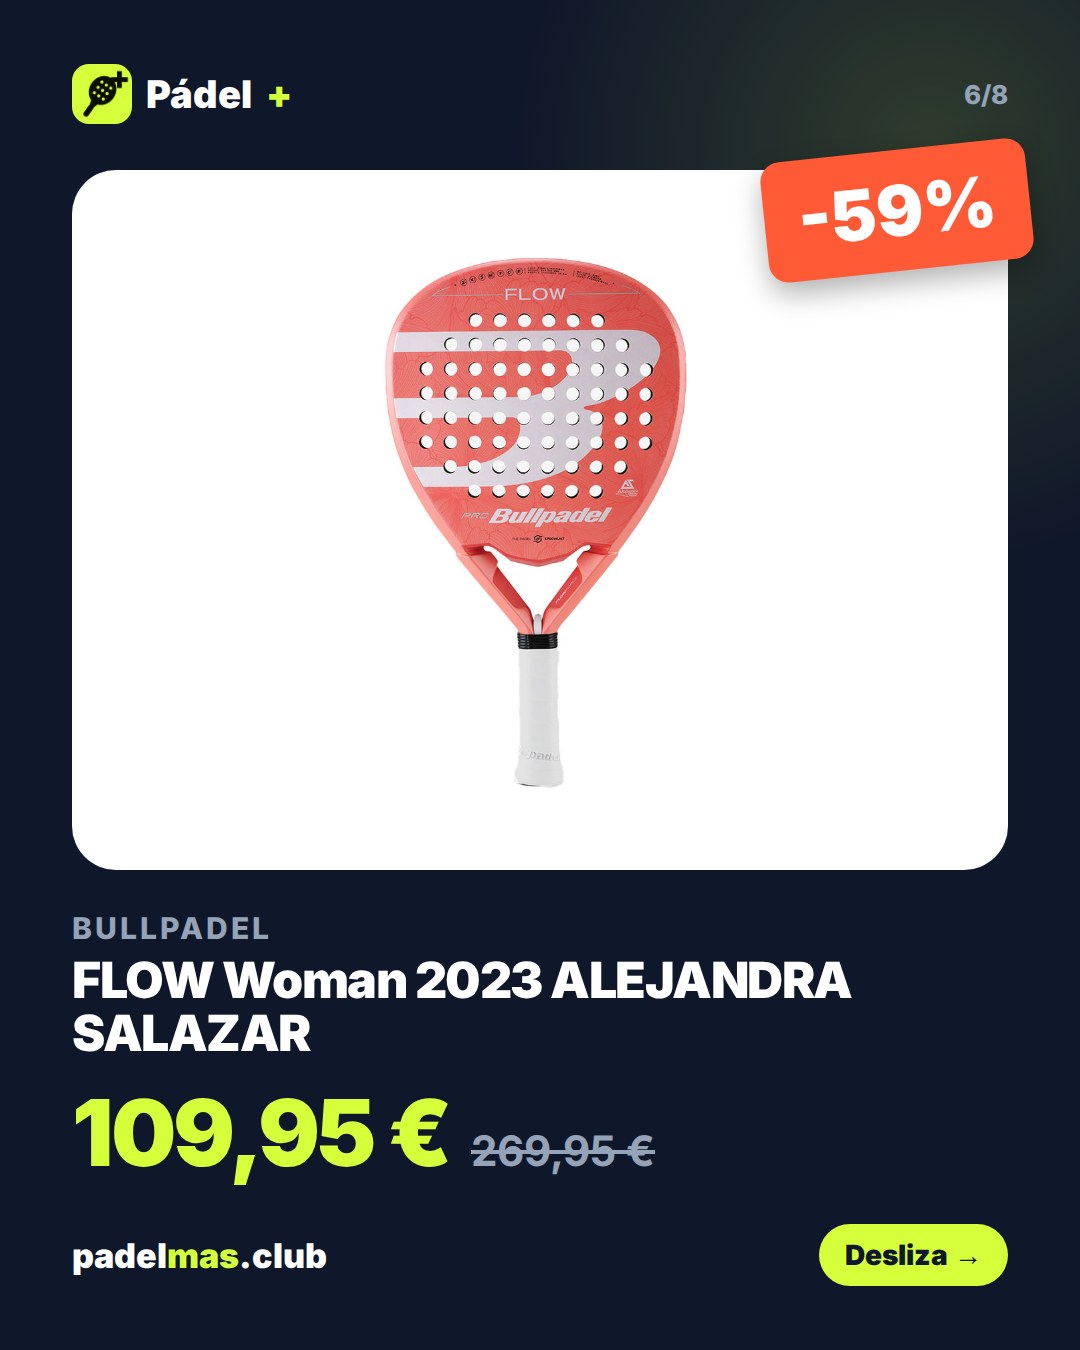 Pádel +
6/8
-59%
FLOW
PRO Bullpadel
BULLPADEL
FLOW Woman 2023 ALEJANDRA
SALAZAR
109,95 € 269,95 €
padelmas.club
Desliza →